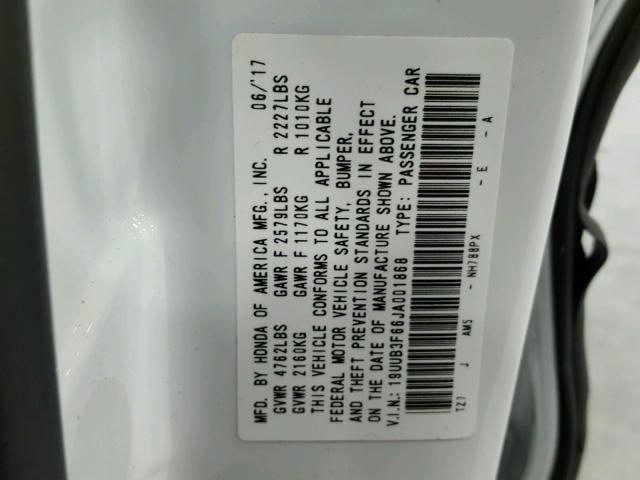 MFD. BY HONDA OF AMERICA MFG., INC. 06/'17
GVWR 4762LBS GAWR F 2579LBS R 2227LBS
GVWR 2160KG GAWR F 1170KG R 1010KG
THIS VEHICLE CONFORMS TO ALL APPLICABLE
FEDERAL MOTOR VEHICLE SAFETY, BUMPER,
AND THEFT PREVENTION STANDARDS IN EFFECT
ON THE DATE OF MANUFACTURE SHOWN ABOVE.
V.I.N.: 19UUB3F66JA001868 TYPE: PASSENGER CAR
TZ7 J AM5 - NH788PX - E - A